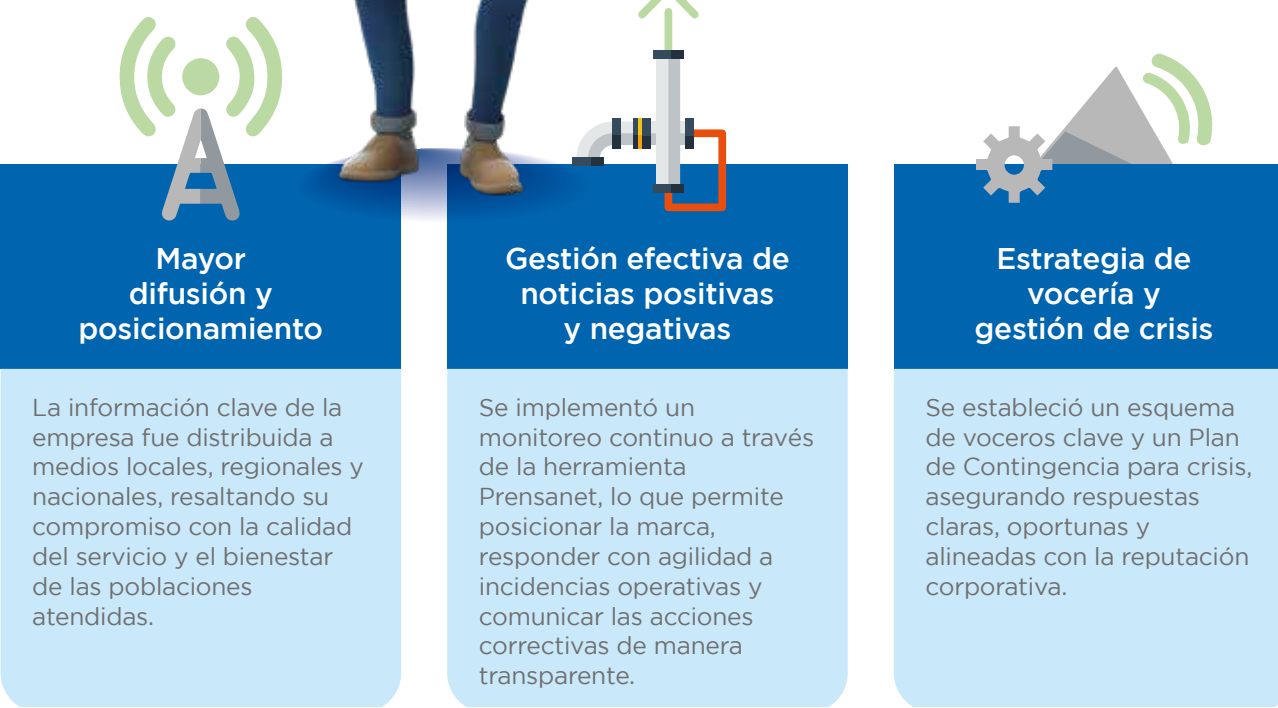 Mayor
difusión y
posicionamiento
La información clave de la
empresa fue distribuida a
medios locales, regionales y
nacionales, resaltando su
compromiso con la calidad
del servicio y el bienestar
de las poblaciones
atendidas.
Gestión efectiva de
noticias positivas
y negativas
Se implementó un
monitoreo continuo a través
de la herramienta
Prensanet, lo que permite
posicionar la marca,
responder con agilidad a
incidencias operativas y
comunicar las acciones
correctivas de manera
transparente.
Estrategia de
vocería y
gestión de crisis
Se estableció un esquema
de voceros clave y un Plan
de Contingencia para crisis,
asegurando respuestas
claras, oportunas y
alineadas con la reputación
corporativa.